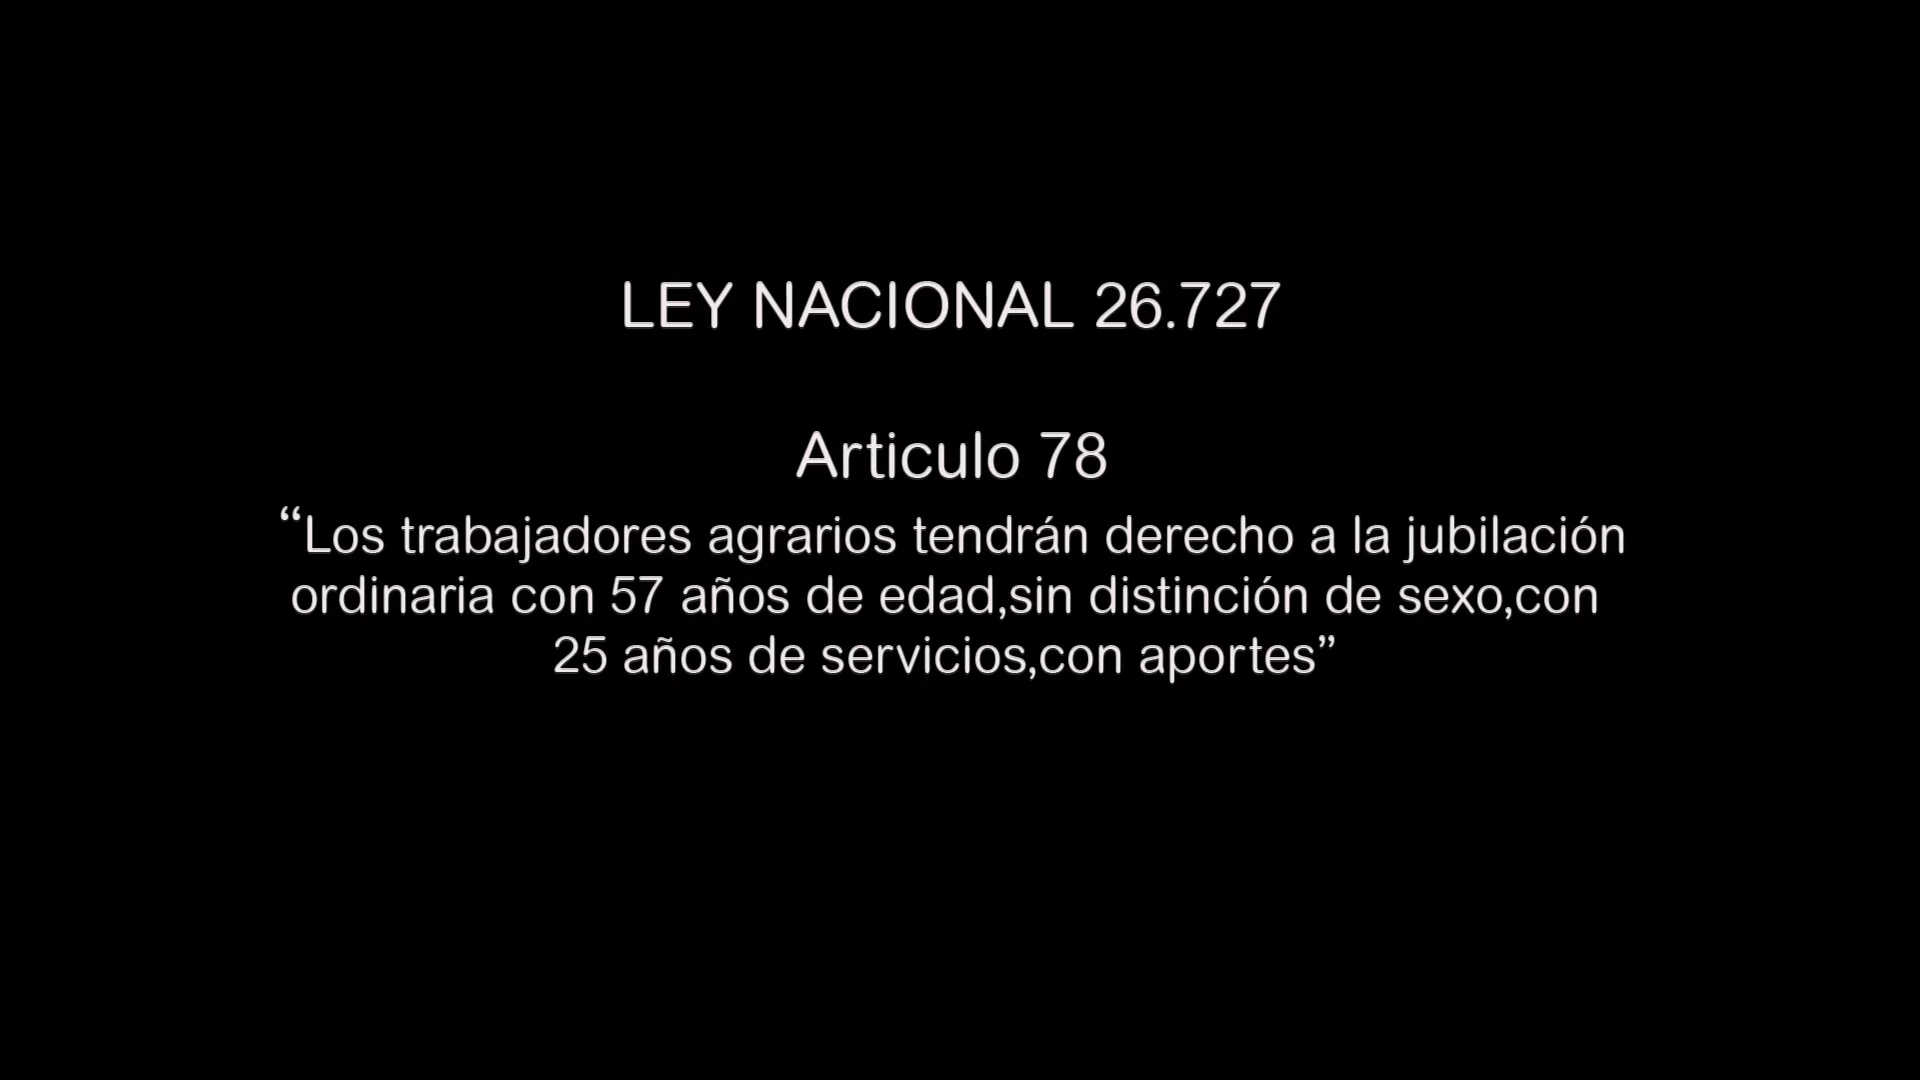 LEY NACIONAL 26.727
Articulo 78
“Los trabajadores agrarios tendrán derecho a la jubilación
ordinaria con 57 años de edad,sin distinción de sexo,con
25 años de servicios,con aportes”